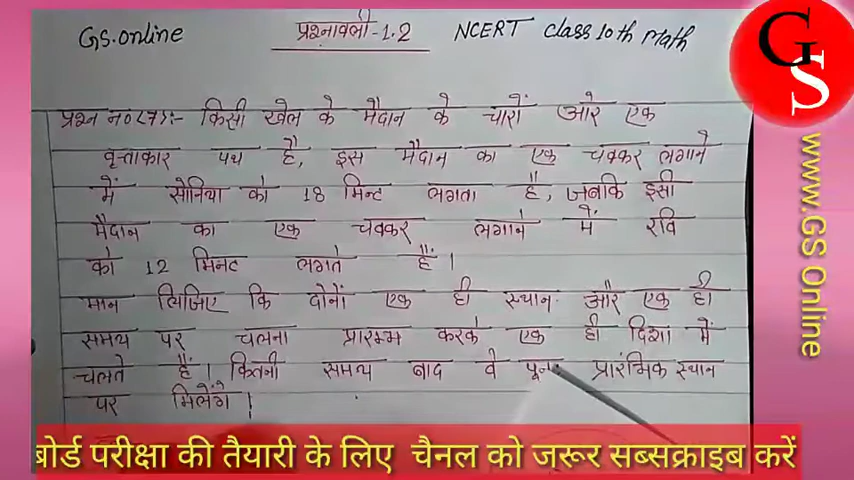 GS.online प्रश्नावली-1.2 NCERT class 10th math
GS
www.GS Online
प्रश्न न० (7):- किसी खेल के मैदान के चारों ओर एक
वृत्ताकार पथ है, इस मैदान का एक चक्कर लगाने
में सोनिया को 18 मिन्ट लगता है, जबकि इसी
मैदान का एक चक्कर लगाने में रवि
को 12 मिनट लगते हैं।
मान लिजिए कि दोनों एक ही स्थान और एक ही
समय पर चलना प्रारम्भ करके एक ही दिशा में
चलते हैं। कितनी समय बाद वे पून: प्रारंभिक स्थान
पर मिलेंगे!
बोर्ड परीक्षा की तैयारी के लिए चैनल को जरूर सब्सक्राइब करें